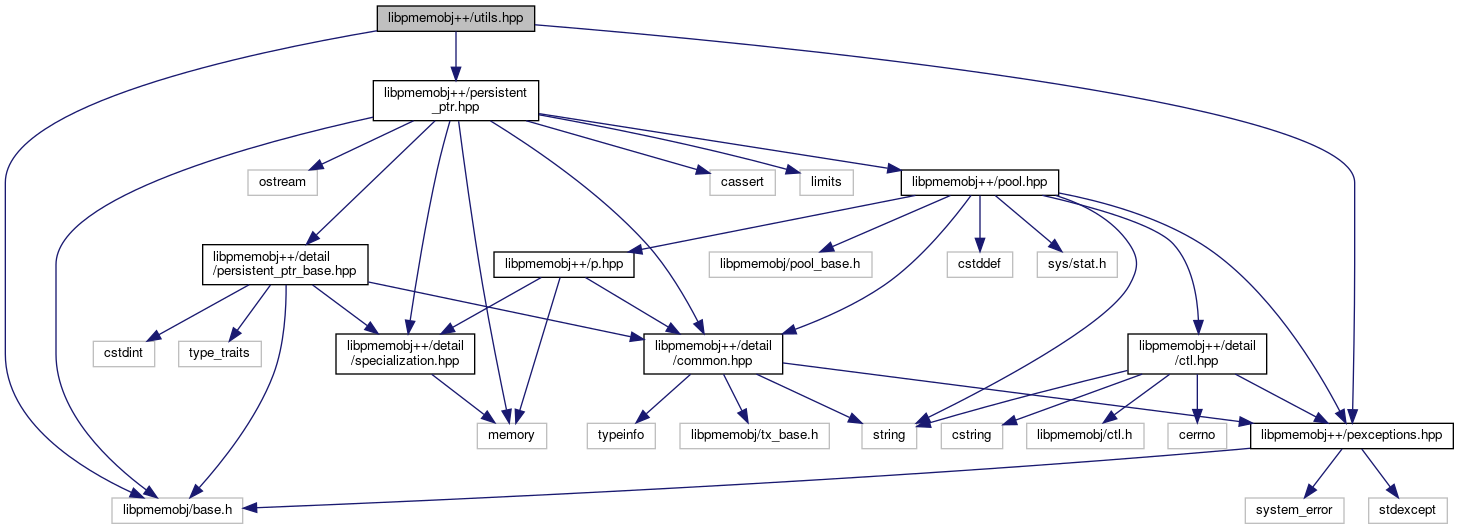 libpmemobj++/utils.hpp
libpmemobj++/persistent
_ptr.hpp
ostream
cassert
limits
libpmemobj++/pool.hpp
libpmemobj++/detail
/persistent_ptr_base.hpp
libpmemobj++/p.hpp
libpmemobj/pool_base.h
cstddef
sys/stat.h
cstdint
type_traits
libpmemobj++/detail
/specialization.hpp
libpmemobj++/detail
/common.hpp
libpmemobj++/detail
/ctl.hpp
memory
typeinfo
libpmemobj/tx_base.h
string
cstring
libpmemobj/ctl.h
cerrno
libpmemobj++/pexceptions.hpp
libpmemobj/base.h
system_error
stdexcept